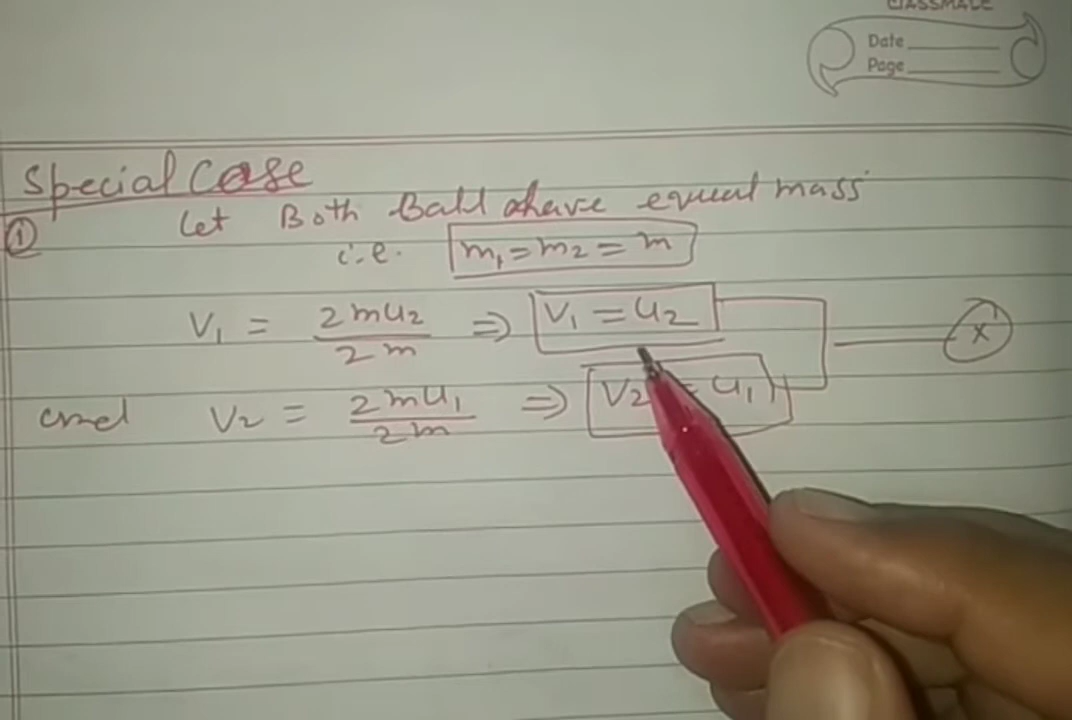 CLASSMATE
Date
Page
Special Case
① Let Both Ball have equal mass
i.e. m₁ = m₂ = m
V₁ = 2mu₂ / 2m ⇒ V₁ = u₂
and V₂ = 2mu₁ / 2m ⇒ V₂ = u₁
X